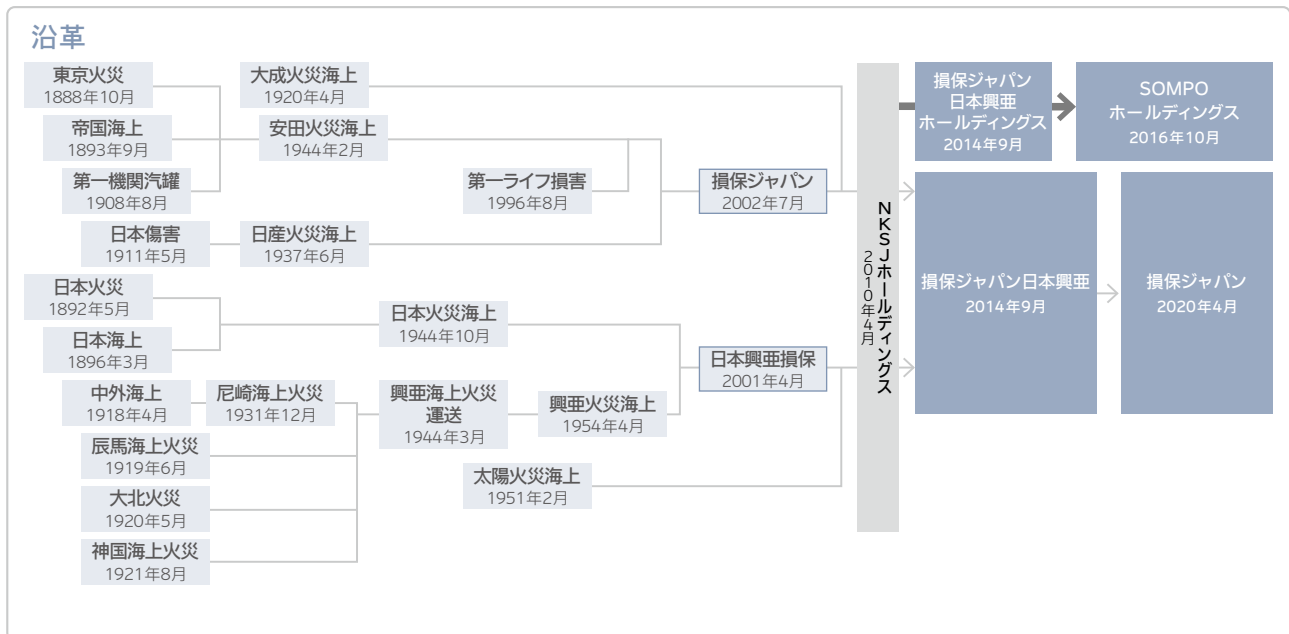 沿革
東京火災
1888年10月
大成火災海上
1920年4月
帝国海上
1893年9月
安田火災海上
1944年2月
第一機関汽罐
1908年8月
第一ライフ損害
1996年8月
損保ジャパン
2002年7月
日本傷害
1911年5月
日産火災海上
1937年6月
日本火災
1892年5月
日本火災海上
1944年10月
日本海上
1896年3月
日本興亜損保
2001年4月
中外海上
1918年4月
尼崎海上火災
1931年12月
興亜海上火災
運送
1944年3月
興亜火災海上
1954年4月
辰馬海上火災
1919年6月
太陽火災海上
1951年2月
大北火災
1920年5月
神国海上火災
1921年8月
NKSJホールディングス
2010年4月
損保ジャパン
日本興亜
ホールディングス
2014年9月
SOMPO
ホールディングス
2016年10月
損保ジャパン日本興亜
2014年9月
損保ジャパン
2020年4月